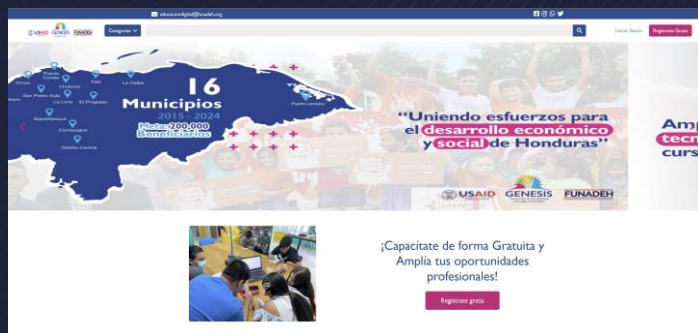 educaciondigital@funadeh.org
USAID GENESIS FUNADEH
Categorías
Iniciar Sesión
Registrate Gratis
Puerto Cortés
Omoa
Tela
La Ceiba
Choloma
San Pedro Sula
La Lima
El Progreso
Puerto Lempira
Siguatepeque
Comayagua
Distrito Central
16
Municipios
2015 - 2024
Meta: 200,000
Beneficiarios
“Uniendo esfuerzos para
el desarrollo económico
y social de Honduras”
USAID GENESIS FUNADEH
Amp
tecn
curs
¡Capacítate de forma Gratuita y
Amplía tus oportunidades
profesionales!
Registrate gratis